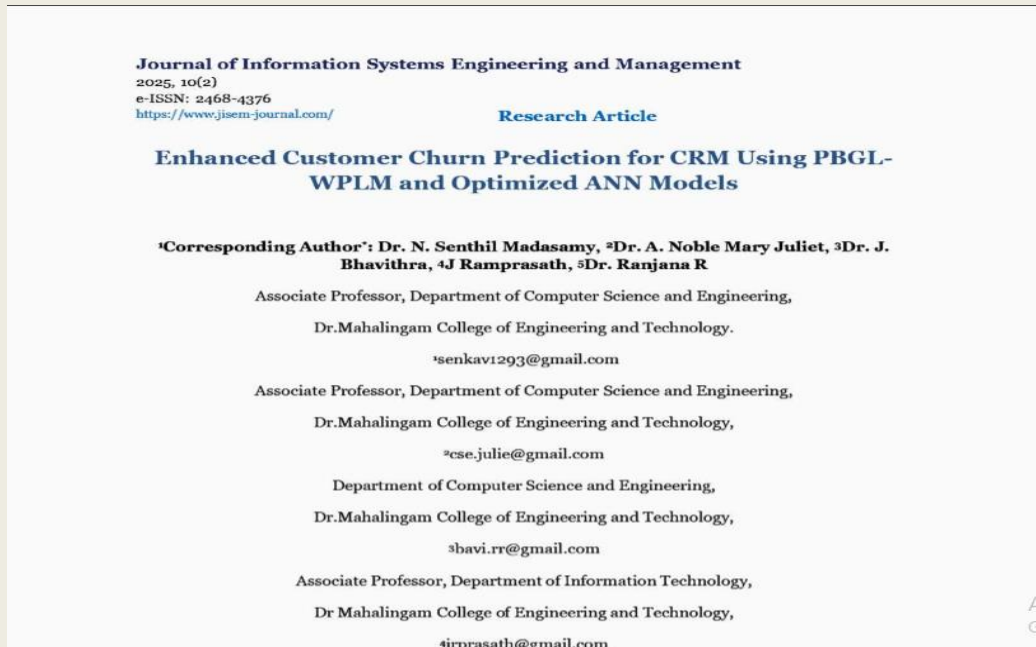 Journal of Information Systems Engineering and Management
2025, 10(2)
e-ISSN: 2468-4376
https://www.jisem-journal.com/
Research Article
Enhanced Customer Churn Prediction for CRM Using PBGL-
WPLM and Optimized ANN Models
¹Corresponding Author*: Dr. N. Senthil Madasamy, ²Dr. A. Noble Mary Juliet, ³Dr. J.
Bhavithra, ⁴J Ramprasath, ⁵Dr. Ranjana R
Associate Professor, Department of Computer Science and Engineering,
Dr.Mahalingam College of Engineering and Technology.
¹senkav1293@gmail.com
Associate Professor, Department of Computer Science and Engineering,
Dr.Mahalingam College of Engineering and Technology,
²cse.julie@gmail.com
Department of Computer Science and Engineering,
Dr.Mahalingam College of Engineering and Technology,
³bavi.rr@gmail.com
Associate Professor, Department of Information Technology,
Dr Mahalingam College of Engineering and Technology,
⁴jrprasath@gmail.com